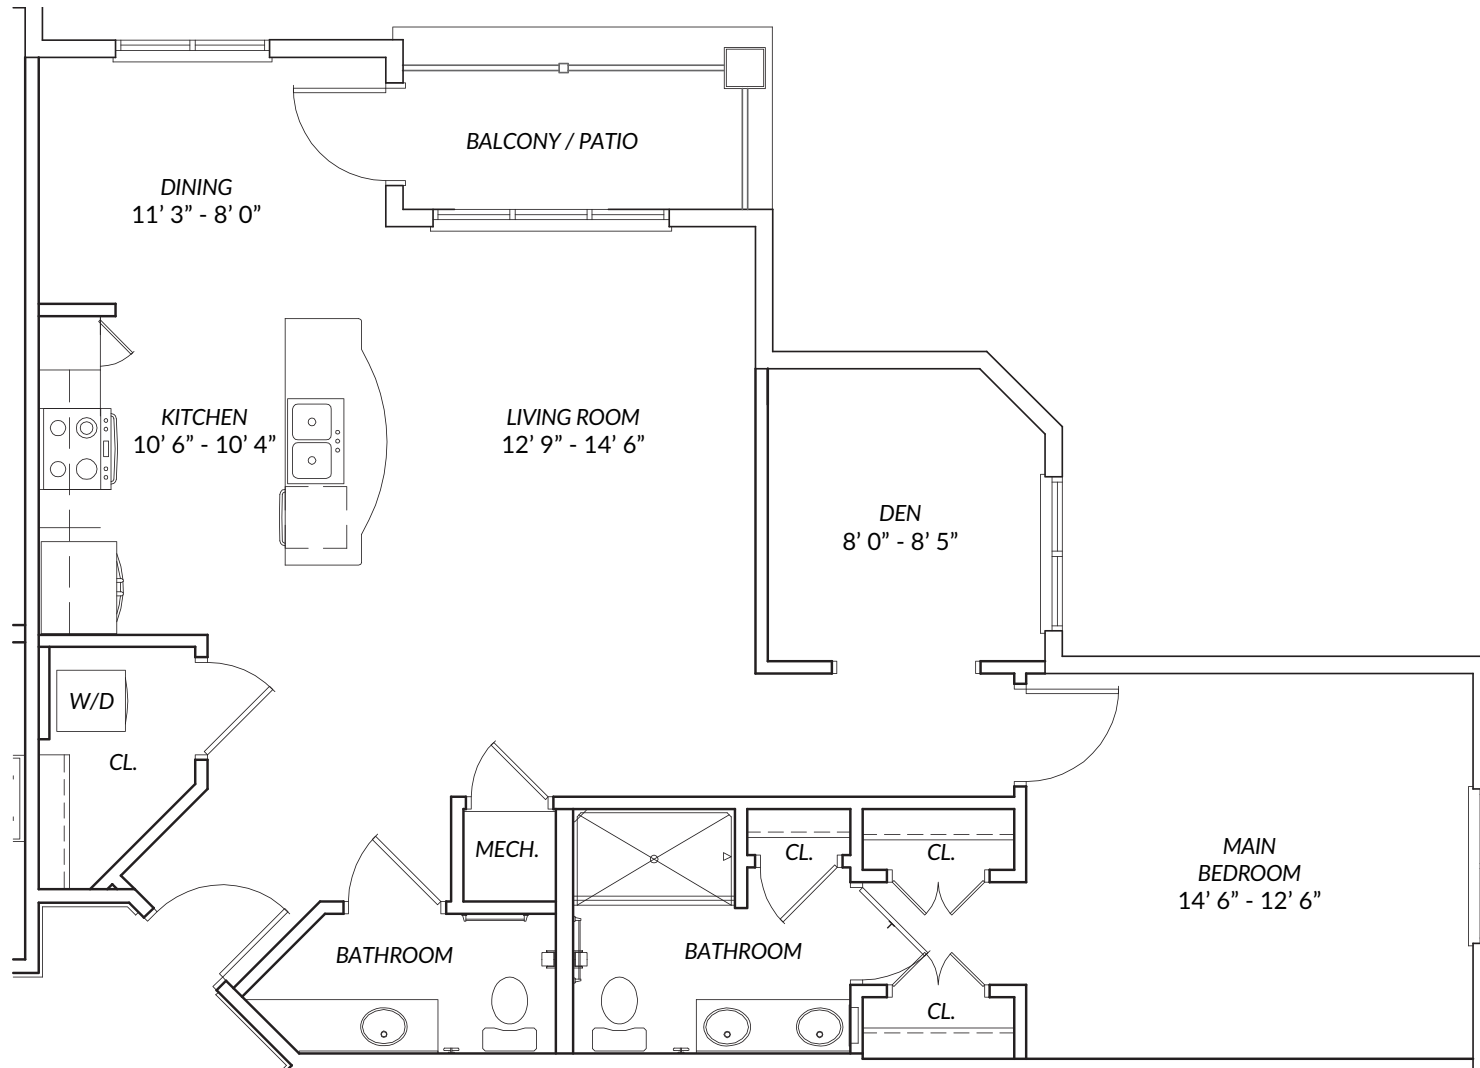 BALCONY / PATIO
DINING
11’ 3” - 8’ 0”
KITCHEN
10’ 6” - 10’ 4”
LIVING ROOM
12’ 9” - 14’ 6”
DEN
8’ 0” - 8’ 5”
W/D
CL.
MECH.
CL.
CL.
MAIN
BEDROOM
14’ 6” - 12’ 6”
BATHROOM
BATHROOM
CL.